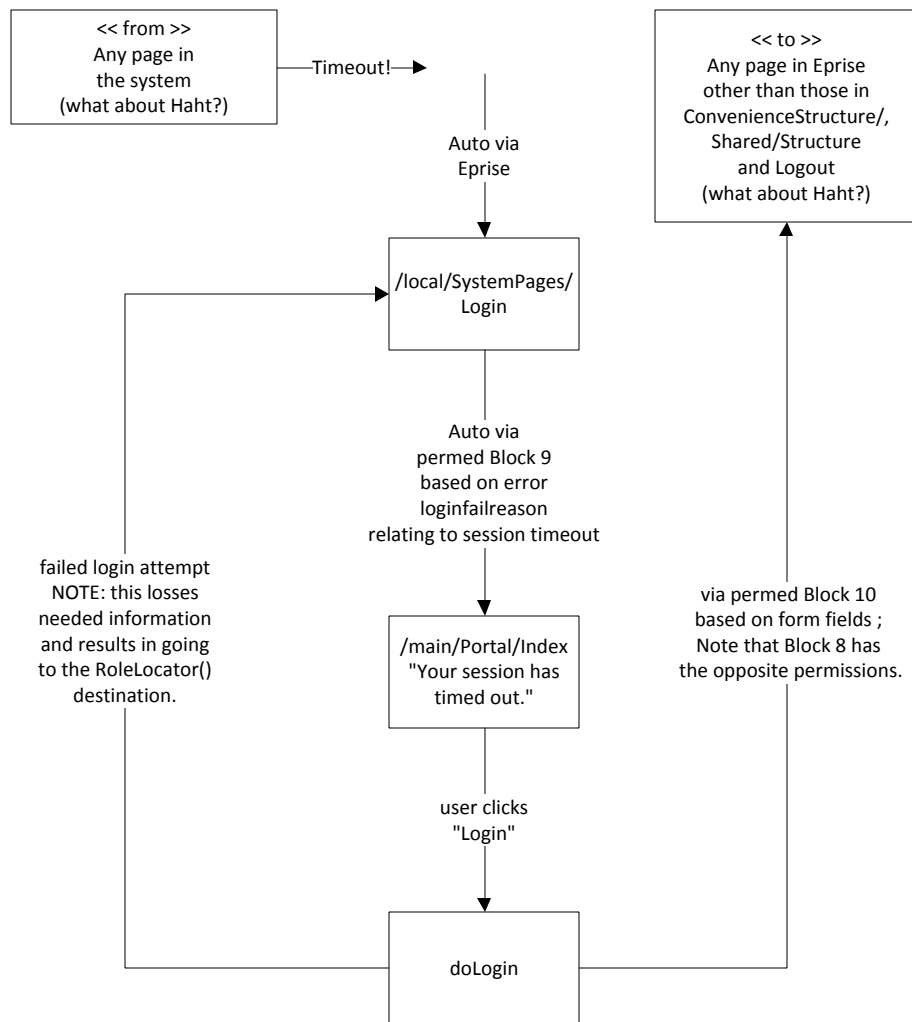 << from >>
Any page in
the system
(what about Haht?)
Timeout!
<< to >>
Any page in Eprise
other than those in
ConvenienceStructure/,
Shared/Structure
and Logout
(what about Haht?)
Auto via
Eprise
/local/SystemPages/
Login
Auto via
permed Block 9
based on error
loginfailreason
relating to session timeout
failed login attempt
NOTE: this losses
needed information
and results in going
to the RoleLocator()
destination.
/main/Portal/Index
"Your session has
timed out."
via permed Block 10
based on form fields ;
Note that Block 8 has
the opposite permissions.
user clicks
"Login"
doLogin